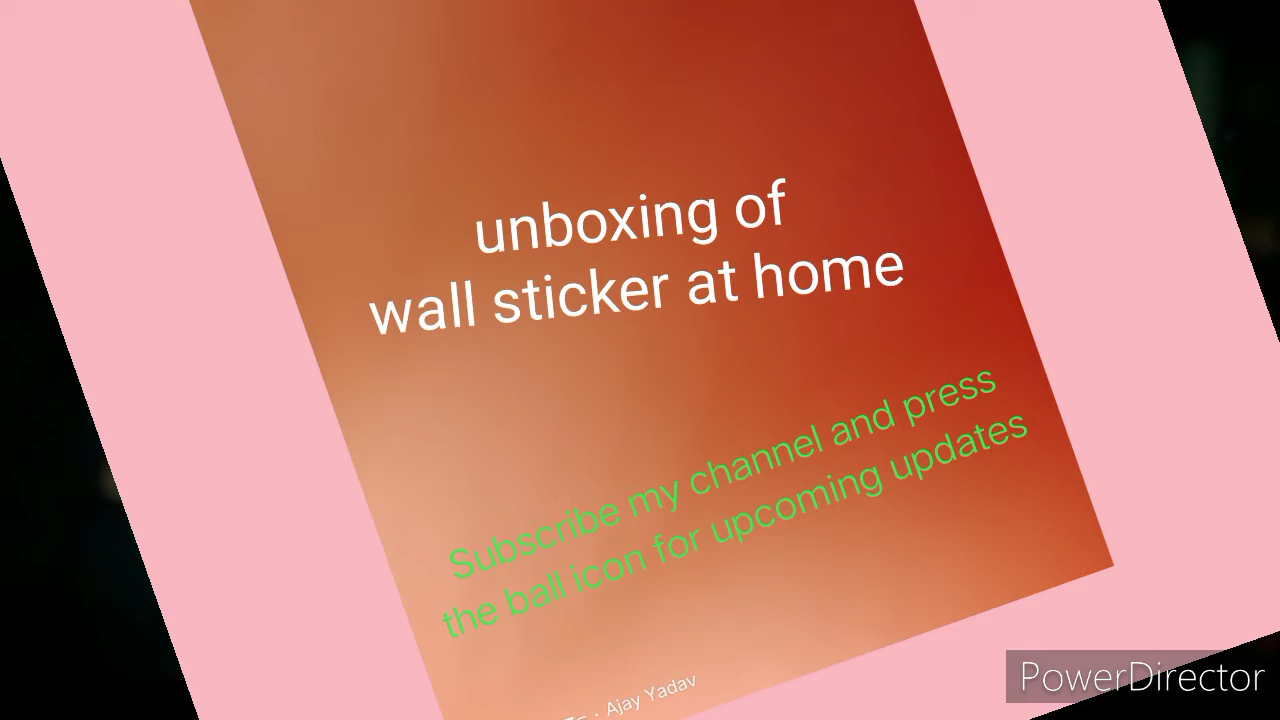 unboxing of
wall sticker at home
Subscribe my channel and press
the ball icon for upcoming updates
· Ajay Yadav
PowerDirector